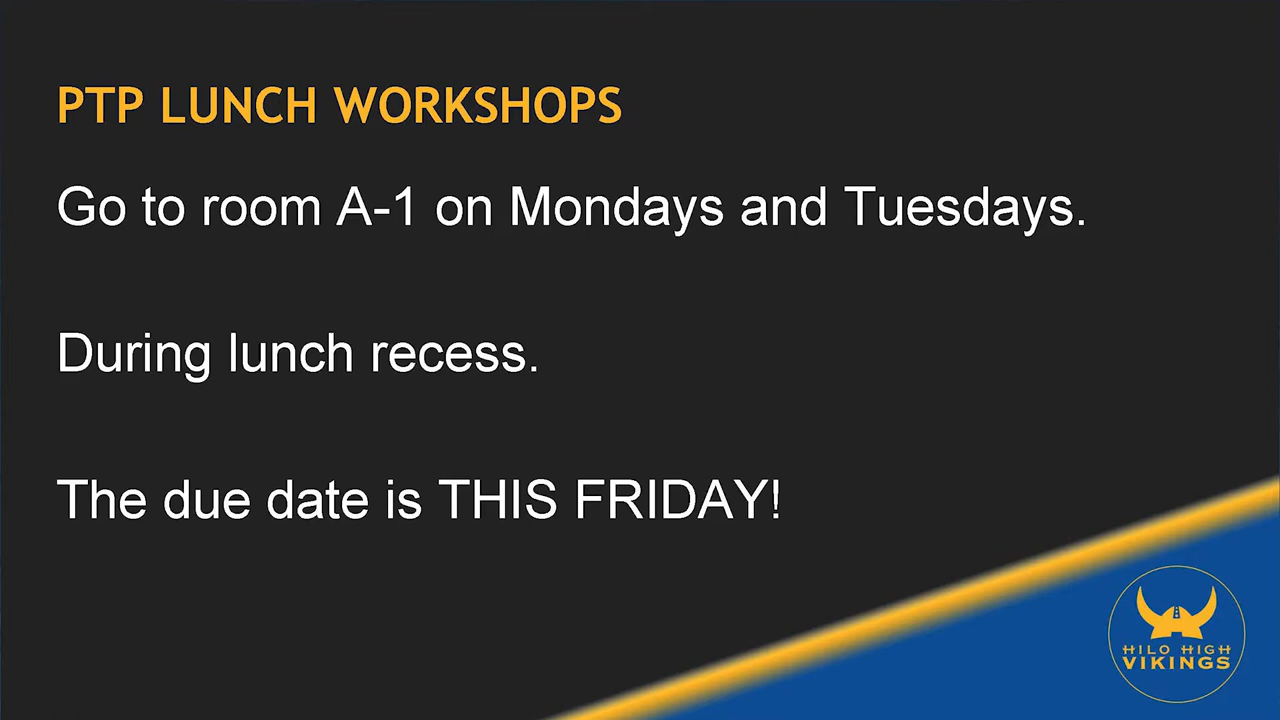 PTP LUNCH WORKSHOPS
Go to room A-1 on Mondays and Tuesdays.
During lunch recess.
The due date is THIS FRIDAY!
HILO HIGH
VIKINGS